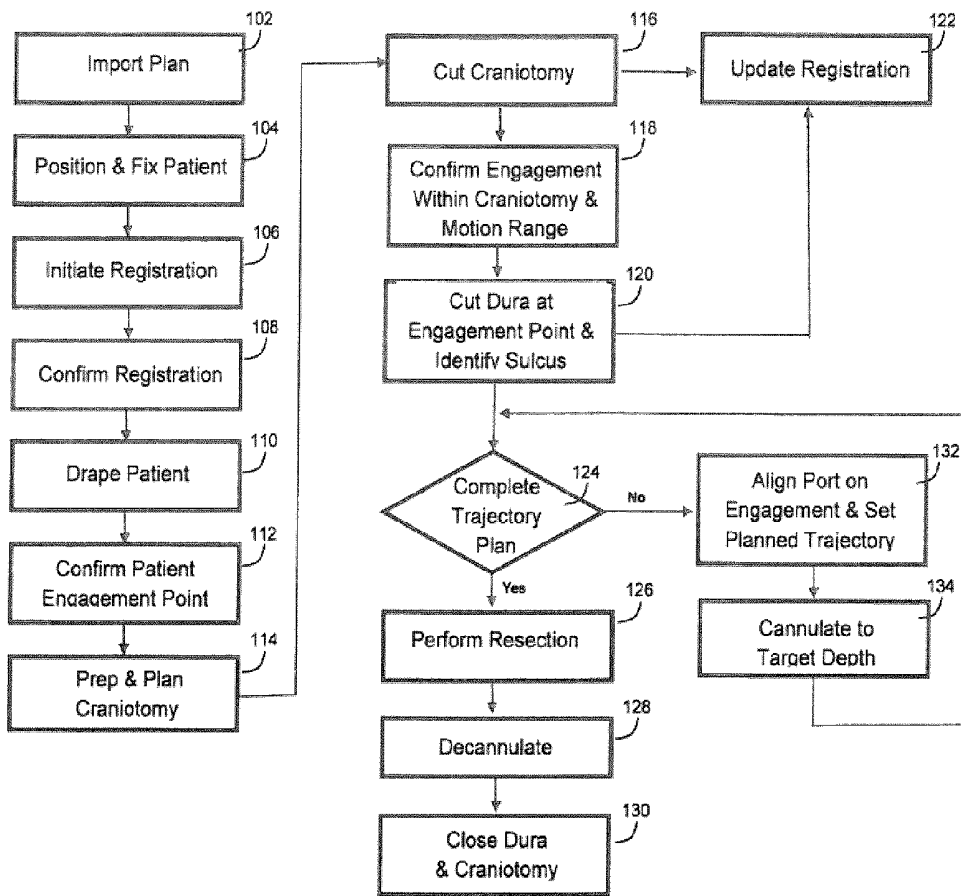 102
Import Plan
104
Position & Fix Patient
106
Initiate Registration
108
Confirm Registration
110
Drape Patient
112
Confirm Patient
Engagement Point
114
Prep & Plan
Craniotomy
116
Cut Craniotomy
118
Confirm Engagement
Within Craniotomy &
Motion Range
120
Cut Dura at
Engagement Point &
Identify Sulcus
122
Update Registration
124
Complete
Trajectory
Plan
No
Yes
126
Perform Resection
128
Decannulate
130
Close Dura
& Craniotomy
132
Align Port on
Engagement & Set
Planned Trajectory
134
Cannulate to
Target Depth